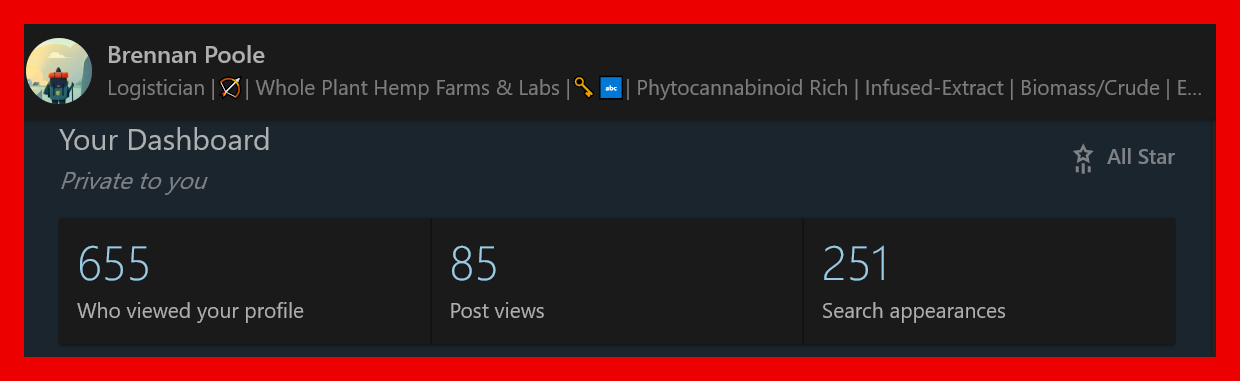 Brennan Poole
Logistician | 🏹 | Whole Plant Hemp Farms & Labs | 🔑 abc | Phytocannabinoid Rich | Infused-Extract | Biomass/Crude | E...
Your Dashboard
Private to you
All Star
655
Who viewed your profile
85
Post views
251
Search appearances